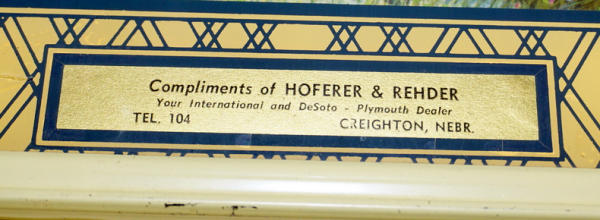 Compliments of HOFERER & REHDER
Your International and DeSoto - Plymouth Dealer
TEL. 104 CREIGHTON, NEBR.